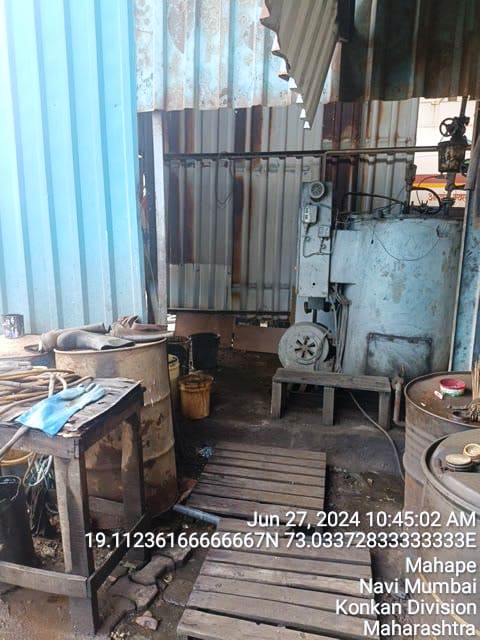 Jun 27, 2024 10:45:02 AM
19.11236166666667N 73.03372833333333E
Mahape
Navi Mumbai
Konkan Division
Maharashtra